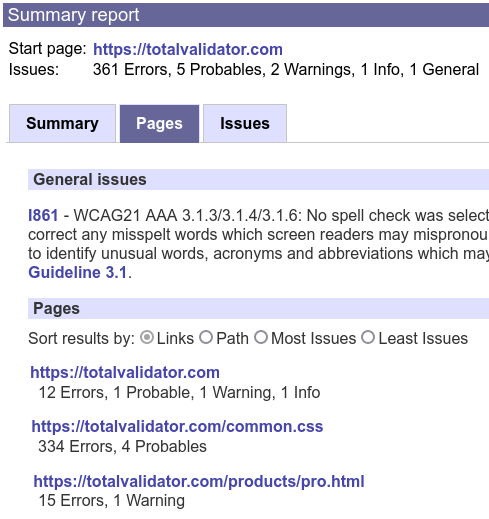 Summary report
Start page: https://totalvalidator.com
Issues: 361 Errors, 5 Probables, 2 Warnings, 1 Info, 1 General
Summary Pages Issues
General issues
I861 - WCAG21 AAA 3.1.3/3.1.4/3.1.6: No spell check was select
correct any misspelt words which screen readers may mispronou
to identify unusual words, acronyms and abbreviations which may
Guideline 3.1.
Pages
Sort results by: Links Path Most Issues Least Issues
https://totalvalidator.com
12 Errors, 1 Probable, 1 Warning, 1 Info
https://totalvalidator.com/common.css
334 Errors, 4 Probables
https://totalvalidator.com/products/pro.html
15 Errors, 1 Warning